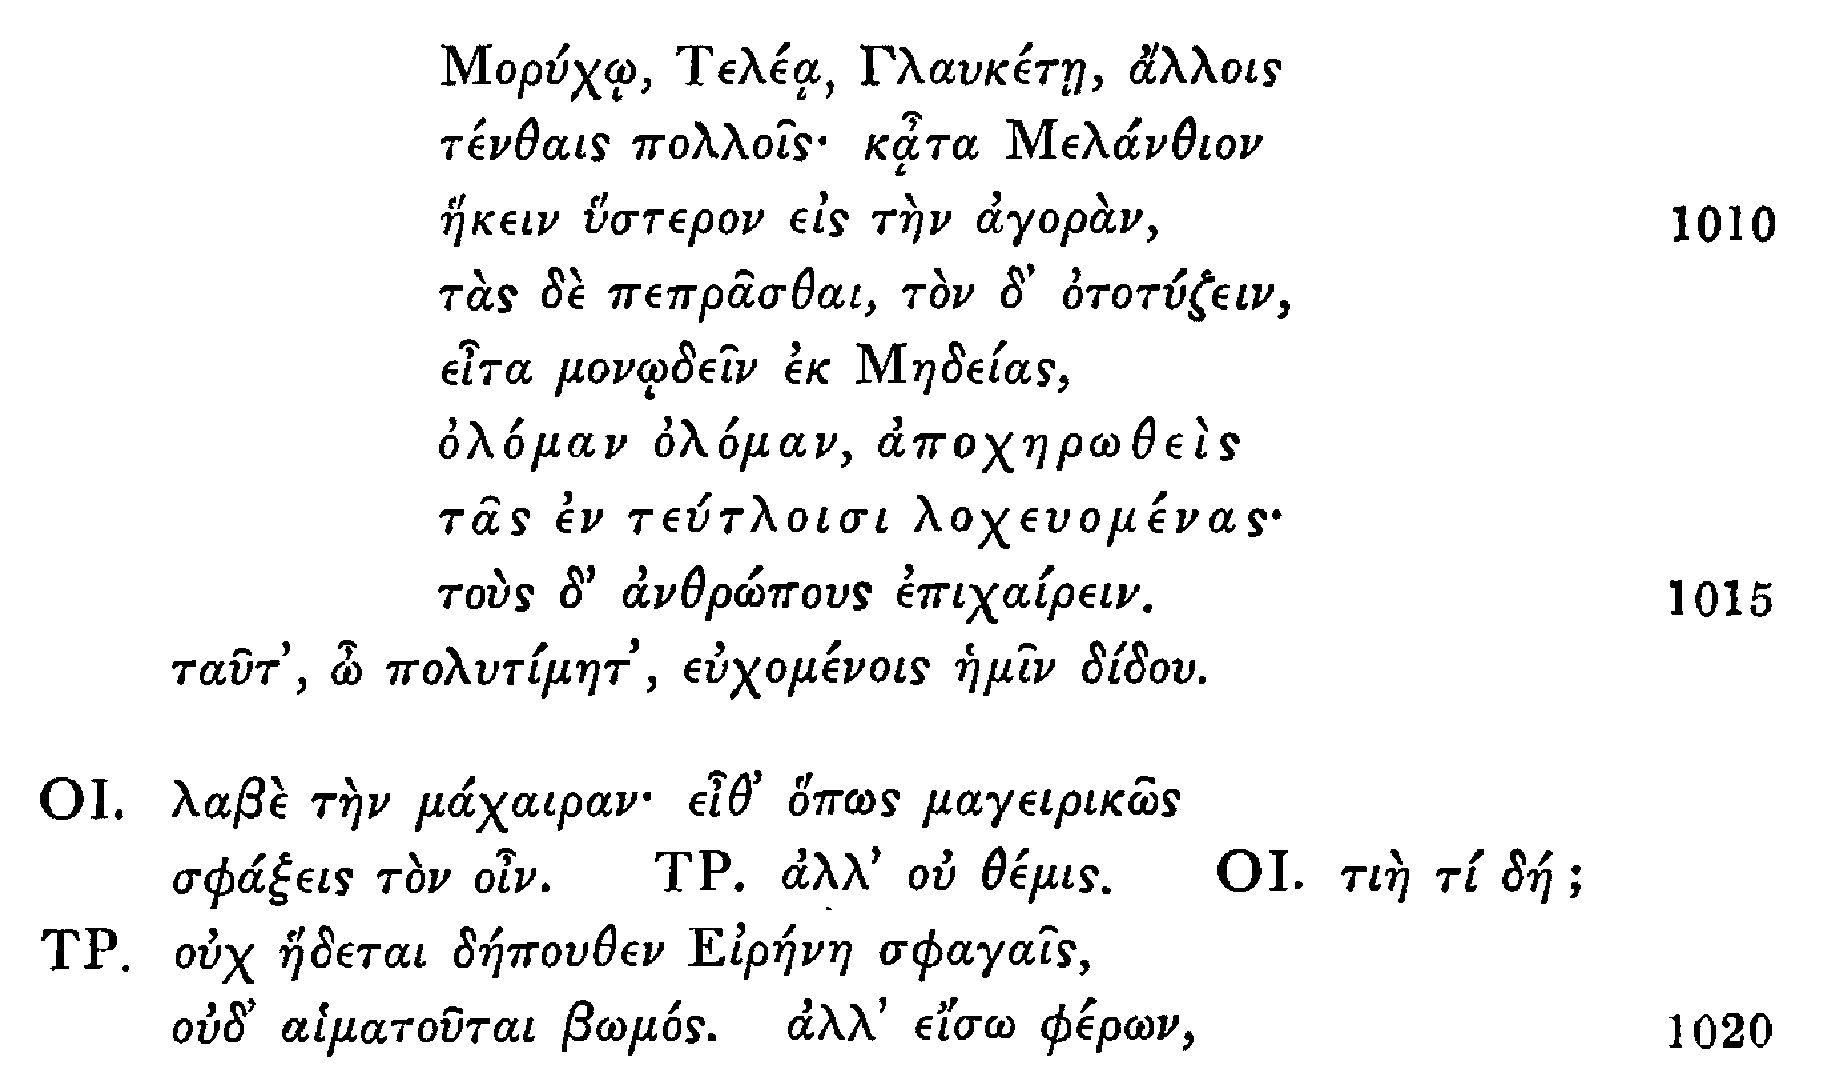 Μορύχῳ, Τελέᾳ, Γλαυκέτῃ, ἄλλοις
τένθαις πολλοῖς· κᾆτα Μελάνθιον
ἥκειν ὕστερον εἰς τὴν ἀγορὰν, 1010
τὰς δὲ πεπρᾶσθαι, τὸν δ’ ὀτοτύζειν,
εἶτα μονῳδεῖν ἐκ Μηδείας,
ὀλόμαν ὀλόμαν, ἀποχηρωθεὶς
τᾶς ἐν τεύτλοισι λοχευομένας·
τοὺς δ’ ἀνθρώπους ἐπιχαίρειν. 1015
ταῦτ’, ὦ πολυτίμητ’, εὐχομένοις ἡμῖν δίδου.
ΟΙ. λαβὲ τὴν μάχαιραν· εἶθ’ ὅπως μαγειρικῶς
σφάξεις τὸν οἶν. ΤΡ. ἀλλ’ οὐ θέμις. ΟΙ. τιὴ τί δή;
ΤΡ. οὐχ ἥδεται δήπουθεν Εἰρήνη σφαγαῖς,
οὐδ’ αἱματοῦται βωμός. ἀλλ’ εἴσω φέρων, 1020